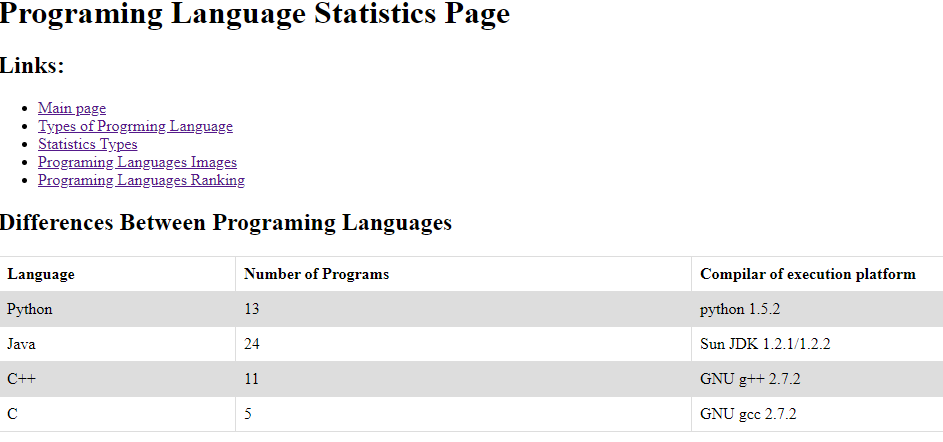 Programing Language Statistics Page
Links:
Main page
Types of Progrming Language
Statistics Types
Programing Languages Images
Programing Languages Ranking
Differences Between Programing Languages
Language Number of Programs Compilar of execution platform
Python 13 python 1.5.2
Java 24 Sun JDK 1.2.1/1.2.2
C++ 11 GNU g++ 2.7.2
C 5 GNU gcc 2.7.2